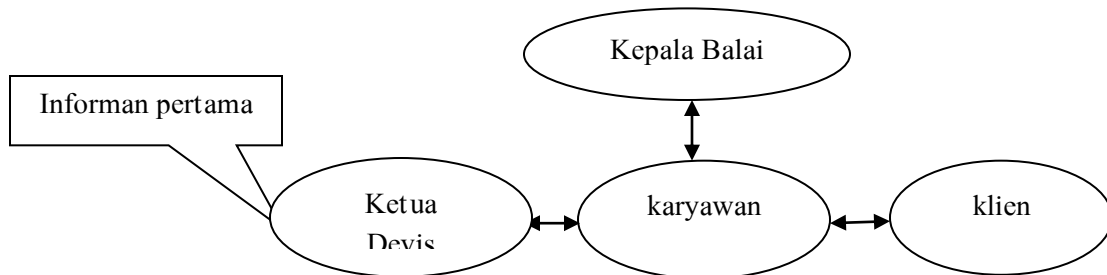 Kepala Balai
Informan pertama
Ketua
Devis
karyawan
klien